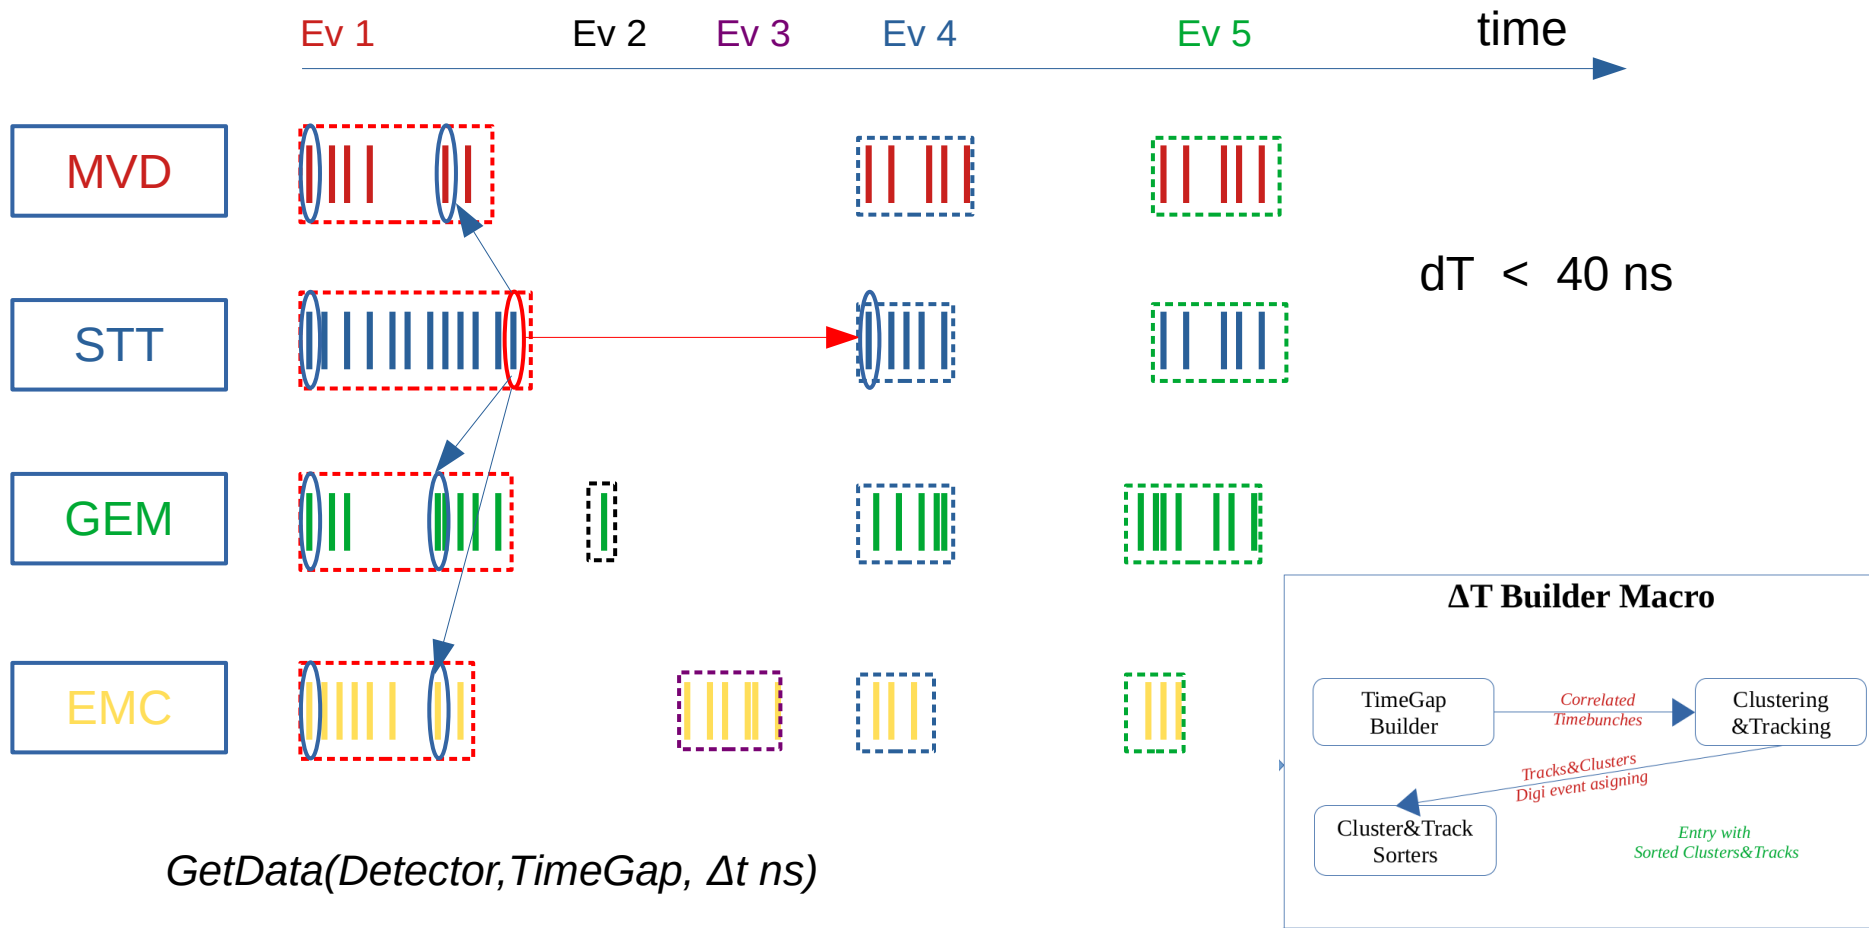 Ev 1
Ev 2
Ev 3
Ev 4
Ev 5
time
MVD
STT
dT < 40 ns
GEM
EMC
GetData(Detector,TimeGap, Δt ns)
ΔT Builder Macro
TimeGap
Builder
Correlated
Timebunches
Clustering
&Tracking
Tracks&Clusters
Digi event asigning
Cluster&Track
Sorters
Entry with
Sorted Clusters&Tracks